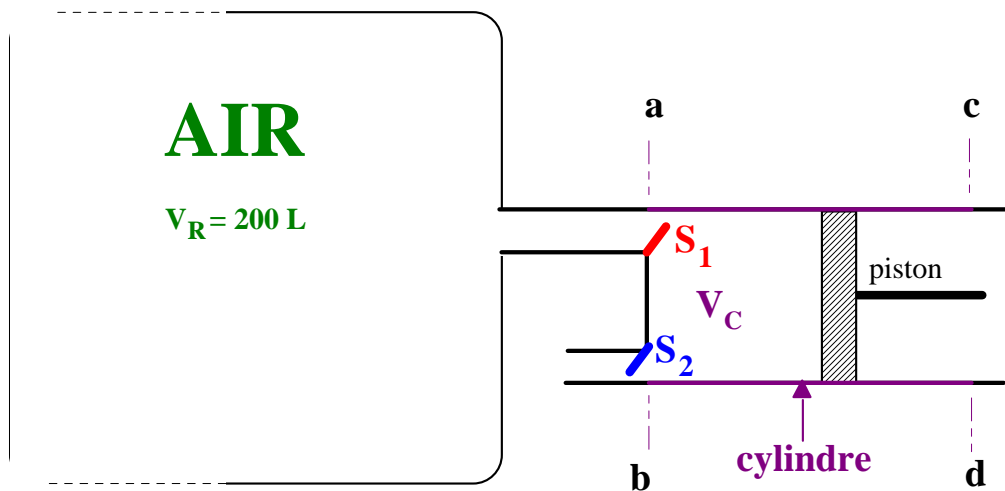 AIR
V_R = 200 L
a
c
S_1
piston
V_C
S_2
cylindre
b
d